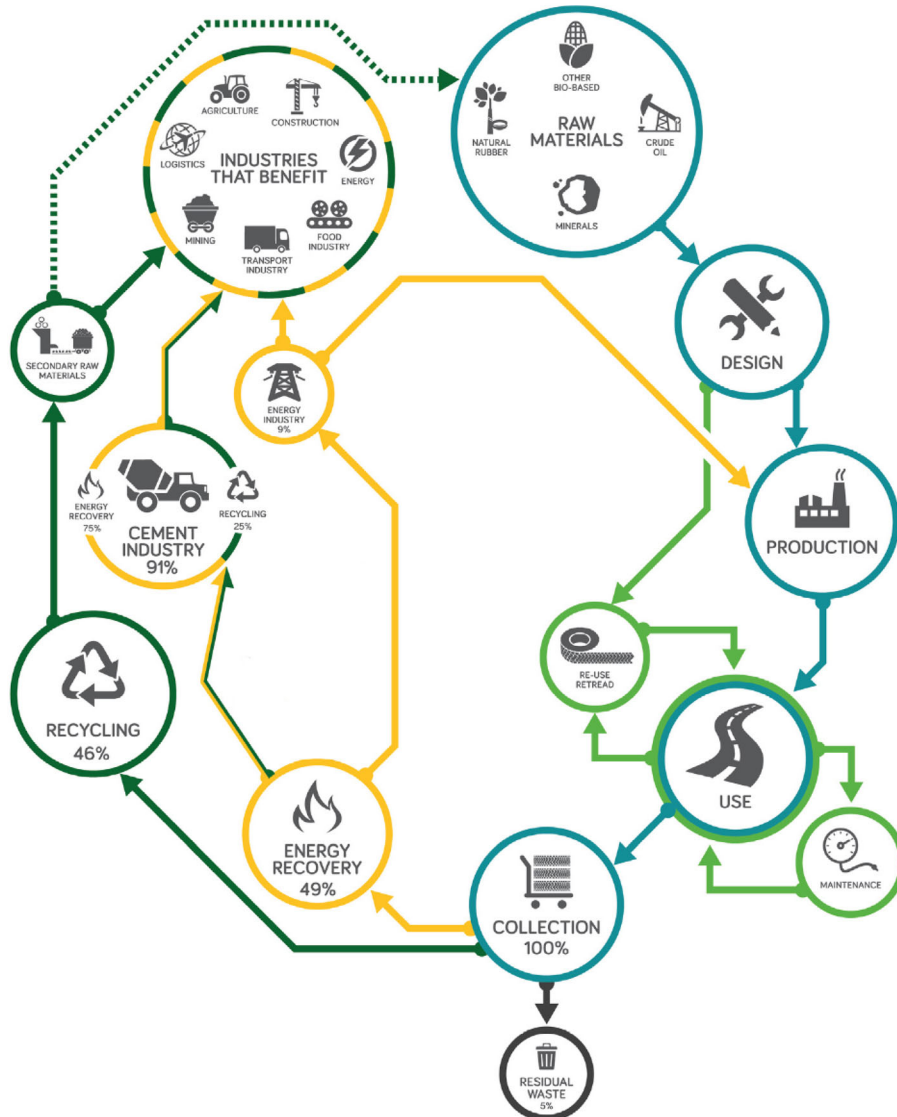 OTHER
BIO-BASED
NATURAL
RUBBER
RAW
MATERIALS
CRUDE
OIL
MINERALS
AGRICULTURE
CONSTRUCTION
LOGISTICS
INDUSTRIES
THAT BENEFIT
ENERGY
MINING
TRANSPORT
INDUSTRY
FOOD
INDUSTRY
DESIGN
SECONDARY RAW
MATERIALS
ENERGY
INDUSTRY
9%
ENERGY
RECOVERY
75%
RECYCLING
25%
CEMENT
INDUSTRY
91%
PRODUCTION
RE-USE
RETREAD
RECYCLING
46%
USE
ENERGY
RECOVERY
49%
MAINTENANCE
COLLECTION
100%
RESIDUAL
WASTE
5%